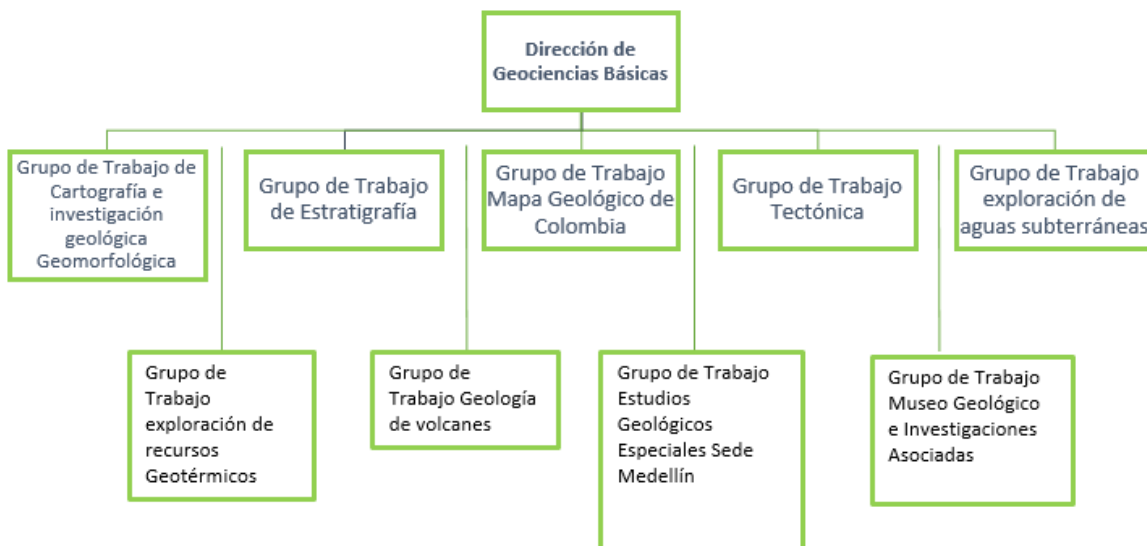 Dirección de
Geociencias Básicas
Grupo de Trabajo de
Cartografía e
investigación
geológica
Geomorfológica
Grupo de Trabajo
de Estratigrafía
Grupo de Trabajo
Mapa Geológico de
Colombia
Grupo de Trabajo
Tectónica
Grupo de Trabajo
exploración de
aguas subterráneas
Grupo de
Trabajo
exploración de
recursos
Geotérmicos
Grupo de
Trabajo Geología
de volcanes
Grupo de Trabajo
Estudios
Geológicos
Especiales Sede
Medellín
Grupo de Trabajo
Museo Geológico
e Investigaciones
Asociadas